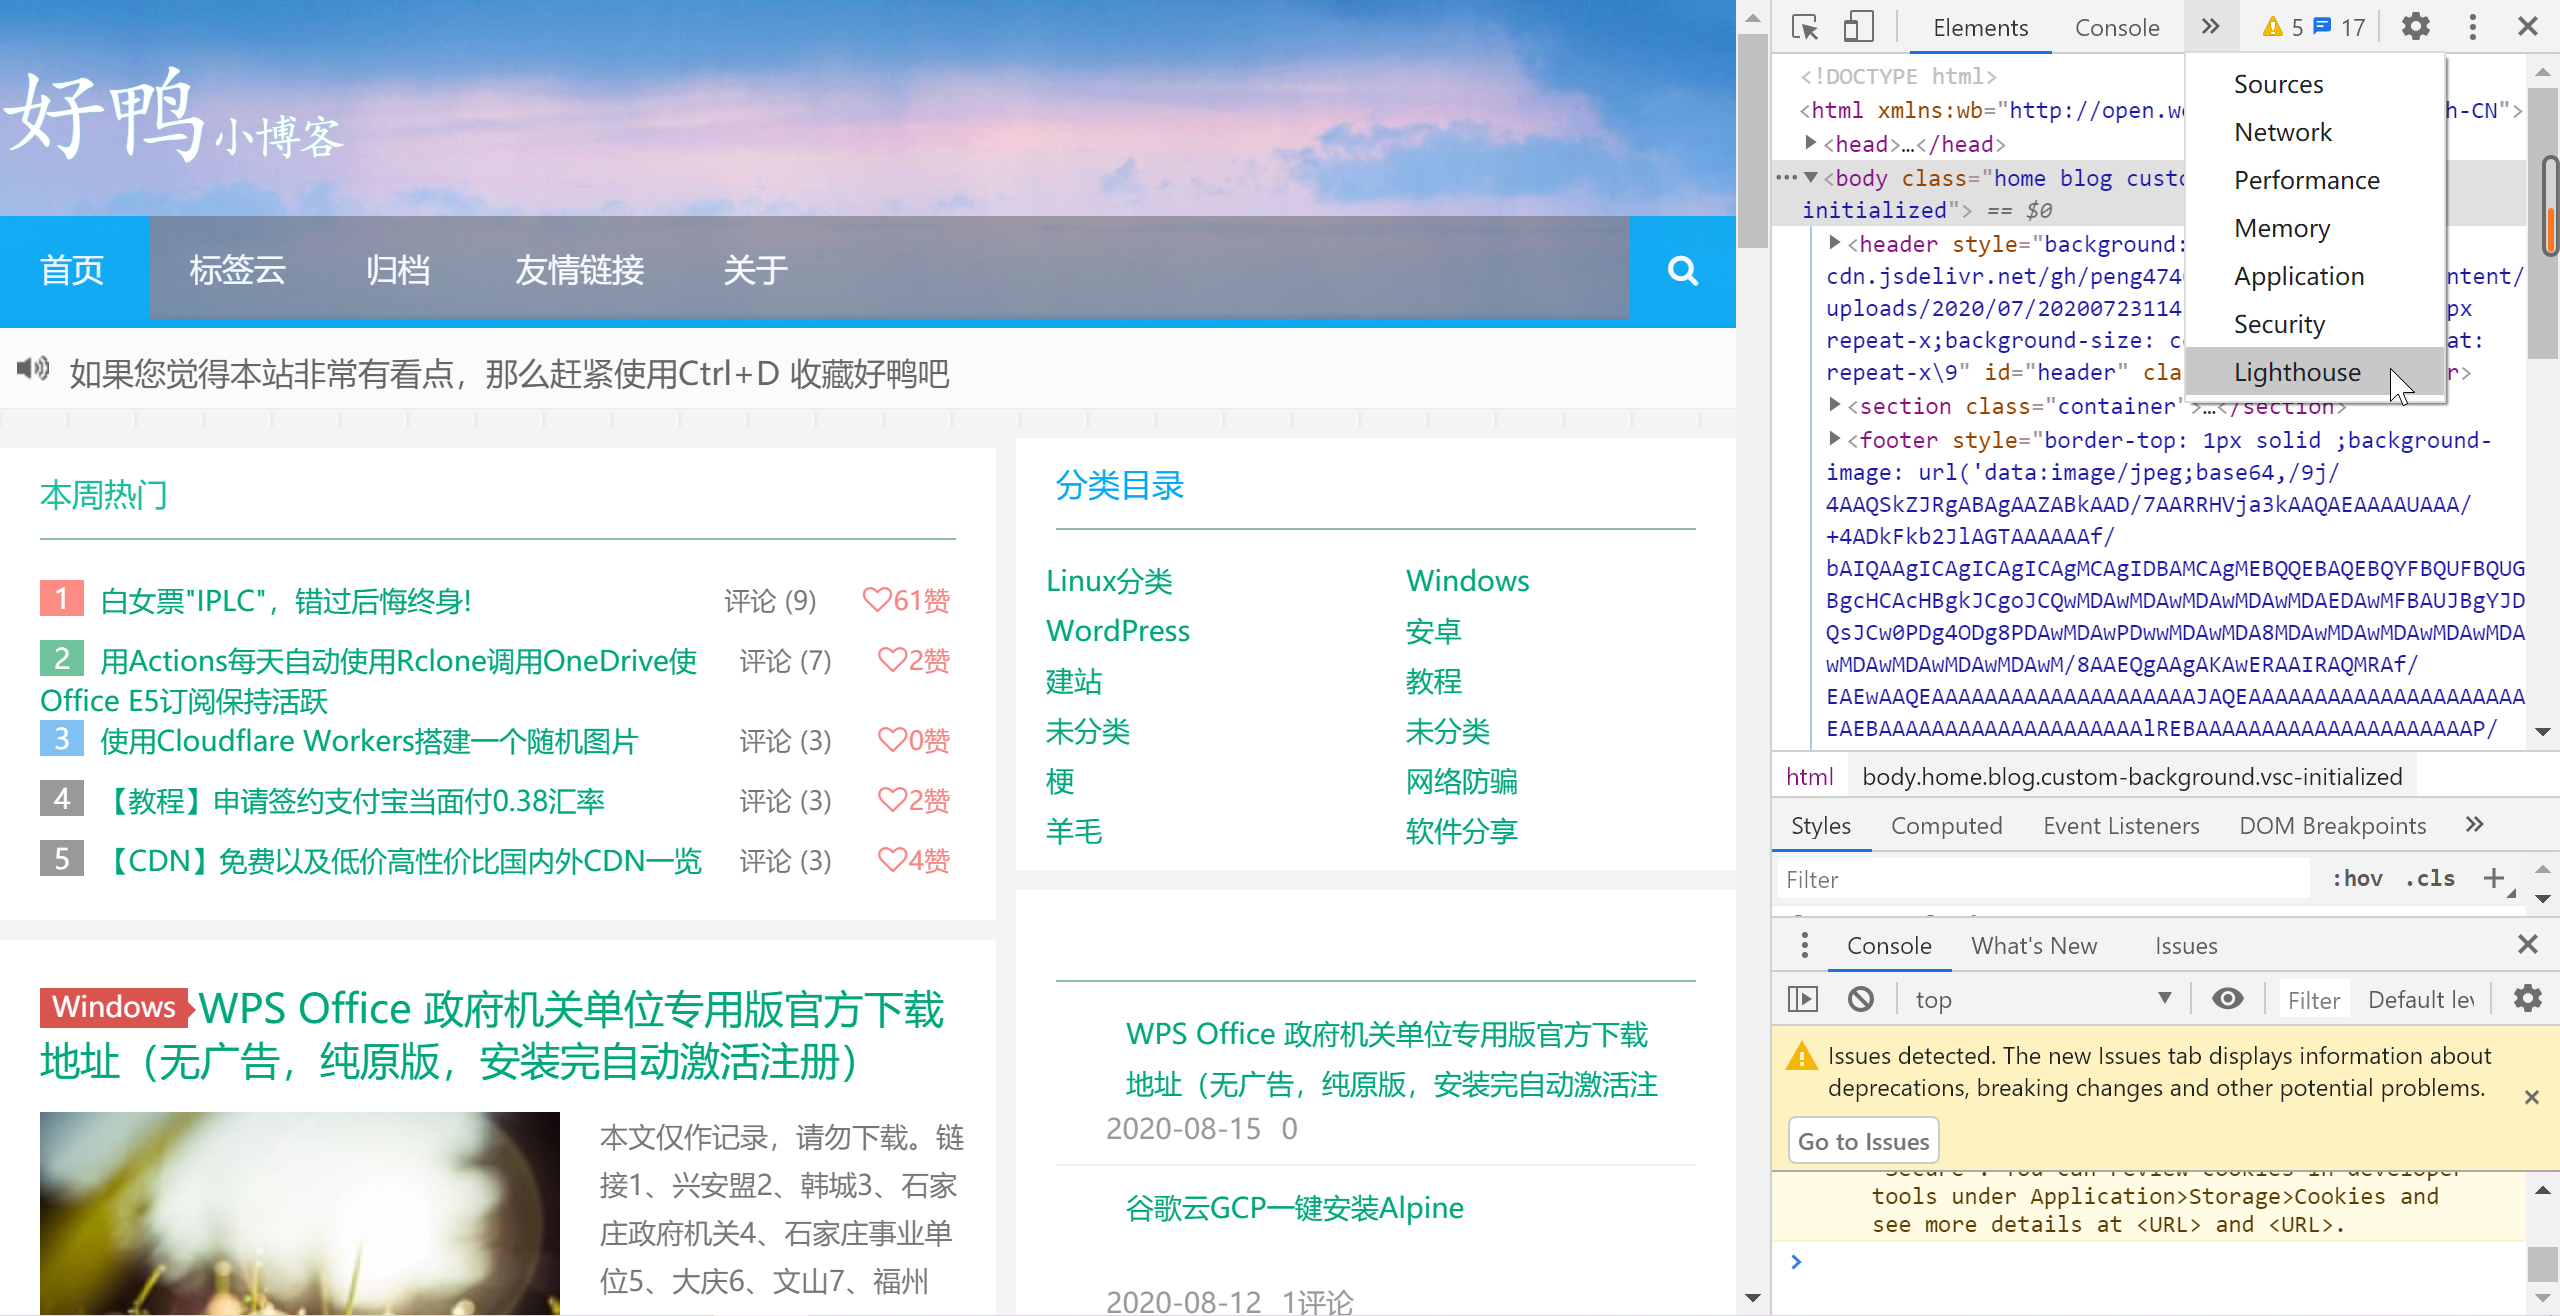 好鸭小博客
首页 标签云 归档 友情链接 关于
如果您觉得本站非常有看点，那么赶紧使用Ctrl+D 收藏好鸭吧
本周热门
1 白女票"IPLC"，错过后悔终身! 评论 (9) 61赞
2 用Actions每天自动使用Rclone调用OneDrive使 评论 (7) 2赞
Office E5订阅保持活跃
3 使用Cloudflare Workers搭建一个随机图片 评论 (3) 0赞
4 【教程】申请签约支付宝当面付0.38汇率 评论 (3) 2赞
5 【CDN】免费以及低价高性价比国内外CDN一览 评论 (3) 4赞
Windows WPS Office 政府机关单位专用版官方下载
地址（无广告，纯原版，安装完自动激活注册）
本文仅作记录，请勿下载。链
接1、兴安盟2、韩城3、石家
庄政府机关4、石家庄事业单
位5、大庆6、文山7、福州
分类目录
Linux分类 Windows
WordPress 安卓
建站 教程
未分类 未分类
梗 网络防骗
羊毛 软件分享
WPS Office 政府机关单位专用版官方下载
地址（无广告，纯原版，安装完自动激活注
2020-08-15 0
谷歌云GCP一键安装Alpine
2020-08-12 1评论
Elements Console » 5 17
Sources
Network
Performance
Memory
Application
Security
Lighthouse
<!DOCTYPE html>
<html xmlns:wb="http://open.w h-CN">
<head>…</head>
<body class="home blog cust
initialized"> == $0
<header style="background:
cdn.jsdelivr.net/gh/peng474 ntent/
uploads/2020/07/20200723114 px
repeat-x;background-size: c at:
repeat-x\9" id="header" cla r>
<section class="container">…</section>
<footer style="border-top: 1px solid ;background-
image: url('data:image/jpeg;base64,/9j/
4AAQSkZJRgABAgAAZABkAAD/7AARRHVja3kAAQAEAAAAUAAA/
+4ADkFkb2JlAGTAAAAAAf/
bAIQAAgICAgICAgICAgMCAgIDBAMCAgMEBQQEBAQEBQYFBQUFBQUG
BgcHCAcHBgkJCgoJCQwMDAwMDAwMDAwMDAwMDAEDAwMFBAUJBgYJD
QsJCw0PDg4ODg8PDAwMDAwPDwwMDAwMDA8MDAwMDAwMDAwMDAwMDA
wMDAwMDAwMDAwMDAwM/8AAEQgAAgAKAwERAAIRAQMRAf/
EAEwAAQEAAAAAAAAAAAAAAAAAAAAJAQEAAAAAAAAAAAAAAAAAAAAA
EAEBAAAAAAAAAAAAAAAAAAAAlREBAAAAAAAAAAAAAAAAAAAAAP/
html body.home.blog.custom-background.vsc-initialized
Styles Computed Event Listeners DOM Breakpoints »
Filter :hov .cls +
Console What's New Issues
top Filter Default lev
Issues detected. The new Issues tab displays information about
deprecations, breaking changes and other potential problems.
Go to Issues
"Secure". You can review cookies in developer
tools under Application>Storage>Cookies and
see more details at <URL> and <URL>.